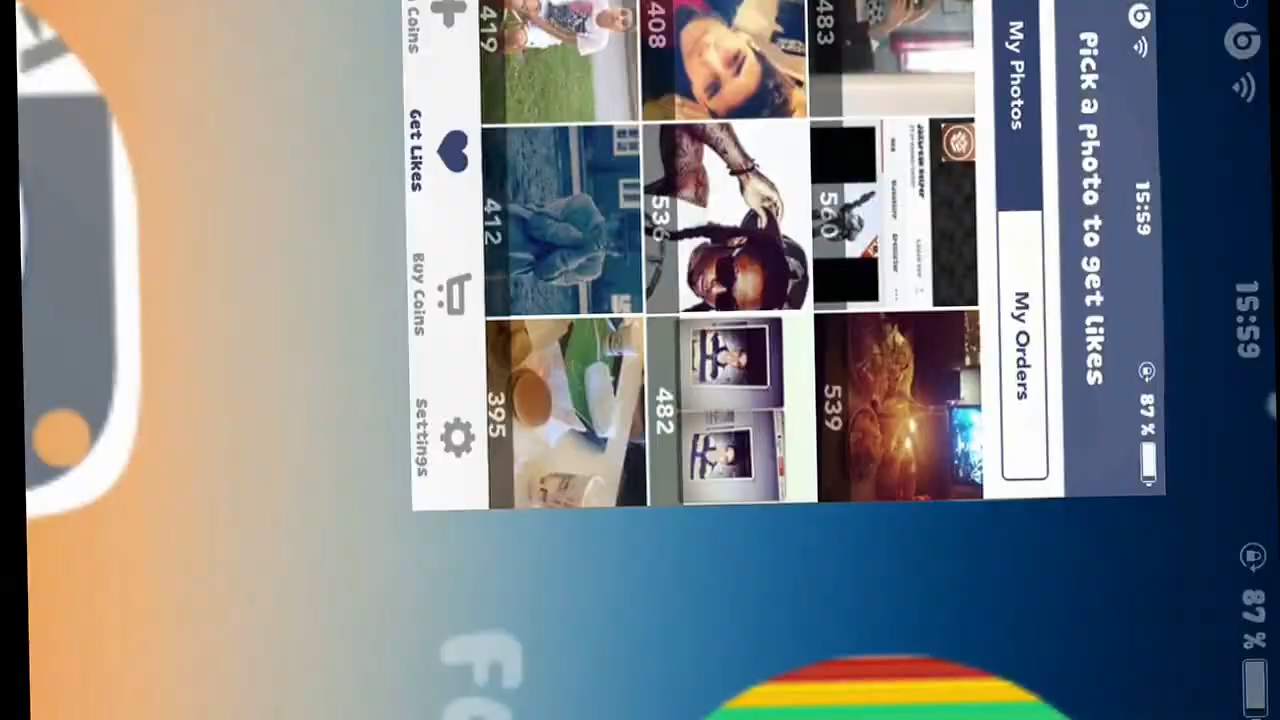 15:59
87 %
15:59
87 %
Pick a Photo to get likes
My Photos
My Orders
483
560
539
408
536
482
419
412
395
Coins
Get Likes
Buy Coins
Settings